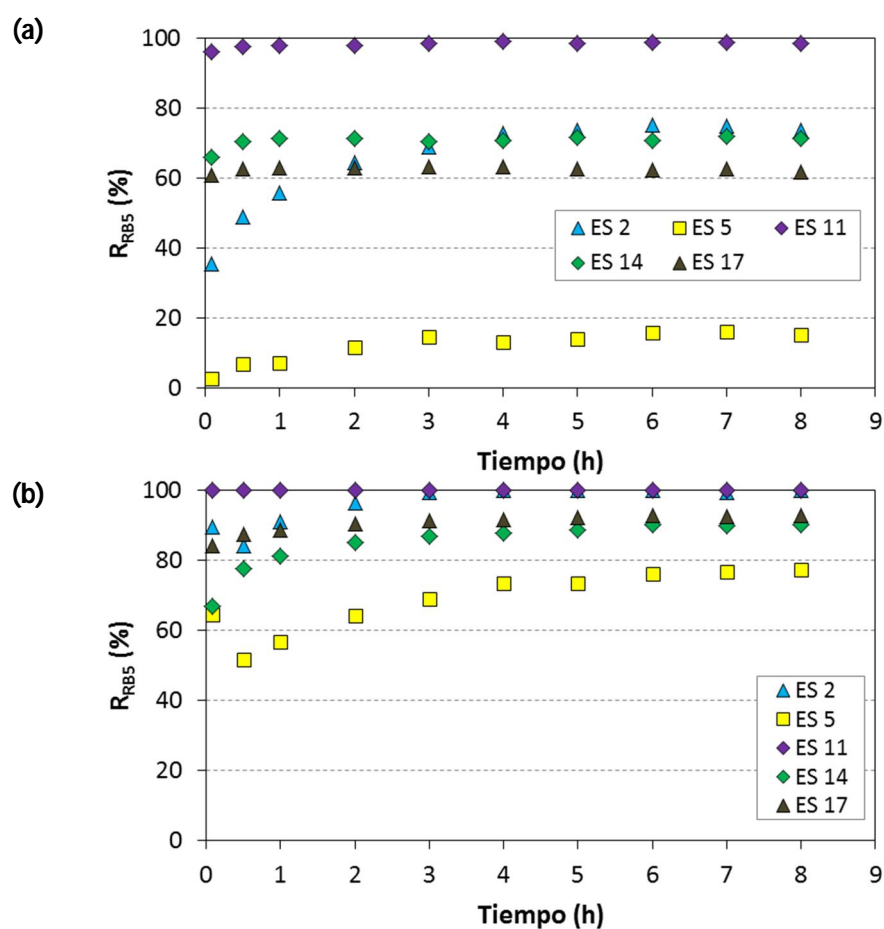 (a)
100
80
60
40
20
0
R_RB5 (%)
ES 2 ES 5 ES 11
ES 14 ES 17
0 1 2 3 4 5 6 7 8 9
Tiempo (h)
(b)
100
80
60
40
20
0
R_RB5 (%)
ES 2
ES 5
ES 11
ES 14
ES 17
0 1 2 3 4 5 6 7 8 9
Tiempo (h)